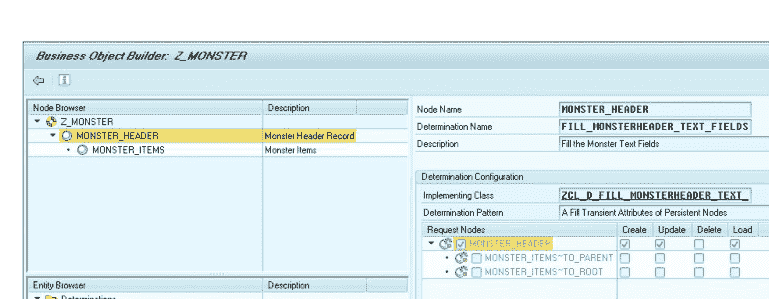 Business Object Builder: Z_MONSTER
Node Browser Description
Z_MONSTER
MONSTER_HEADER Monster Header Record
MONSTER_ITEMS Monster Items
Entity Browser Description
Determinations
Node Name MONSTER_HEADER
Determination Name FILL_MONSTERHEADER_TEXT_FIELDS
Description Fill the Monster Text Fields
Determination Configuration
Implementing Class ZCL_D_FILL_MONSTERHEADER_TEXT_
Determination Pattern A Fill Transient Attributes of Persistent Nodes
Request Nodes Create Update Delete Load
MONSTER_HEADER
MONSTER_ITEMS~TO_PARENT
MONSTER_ITEMS~TO_ROOT